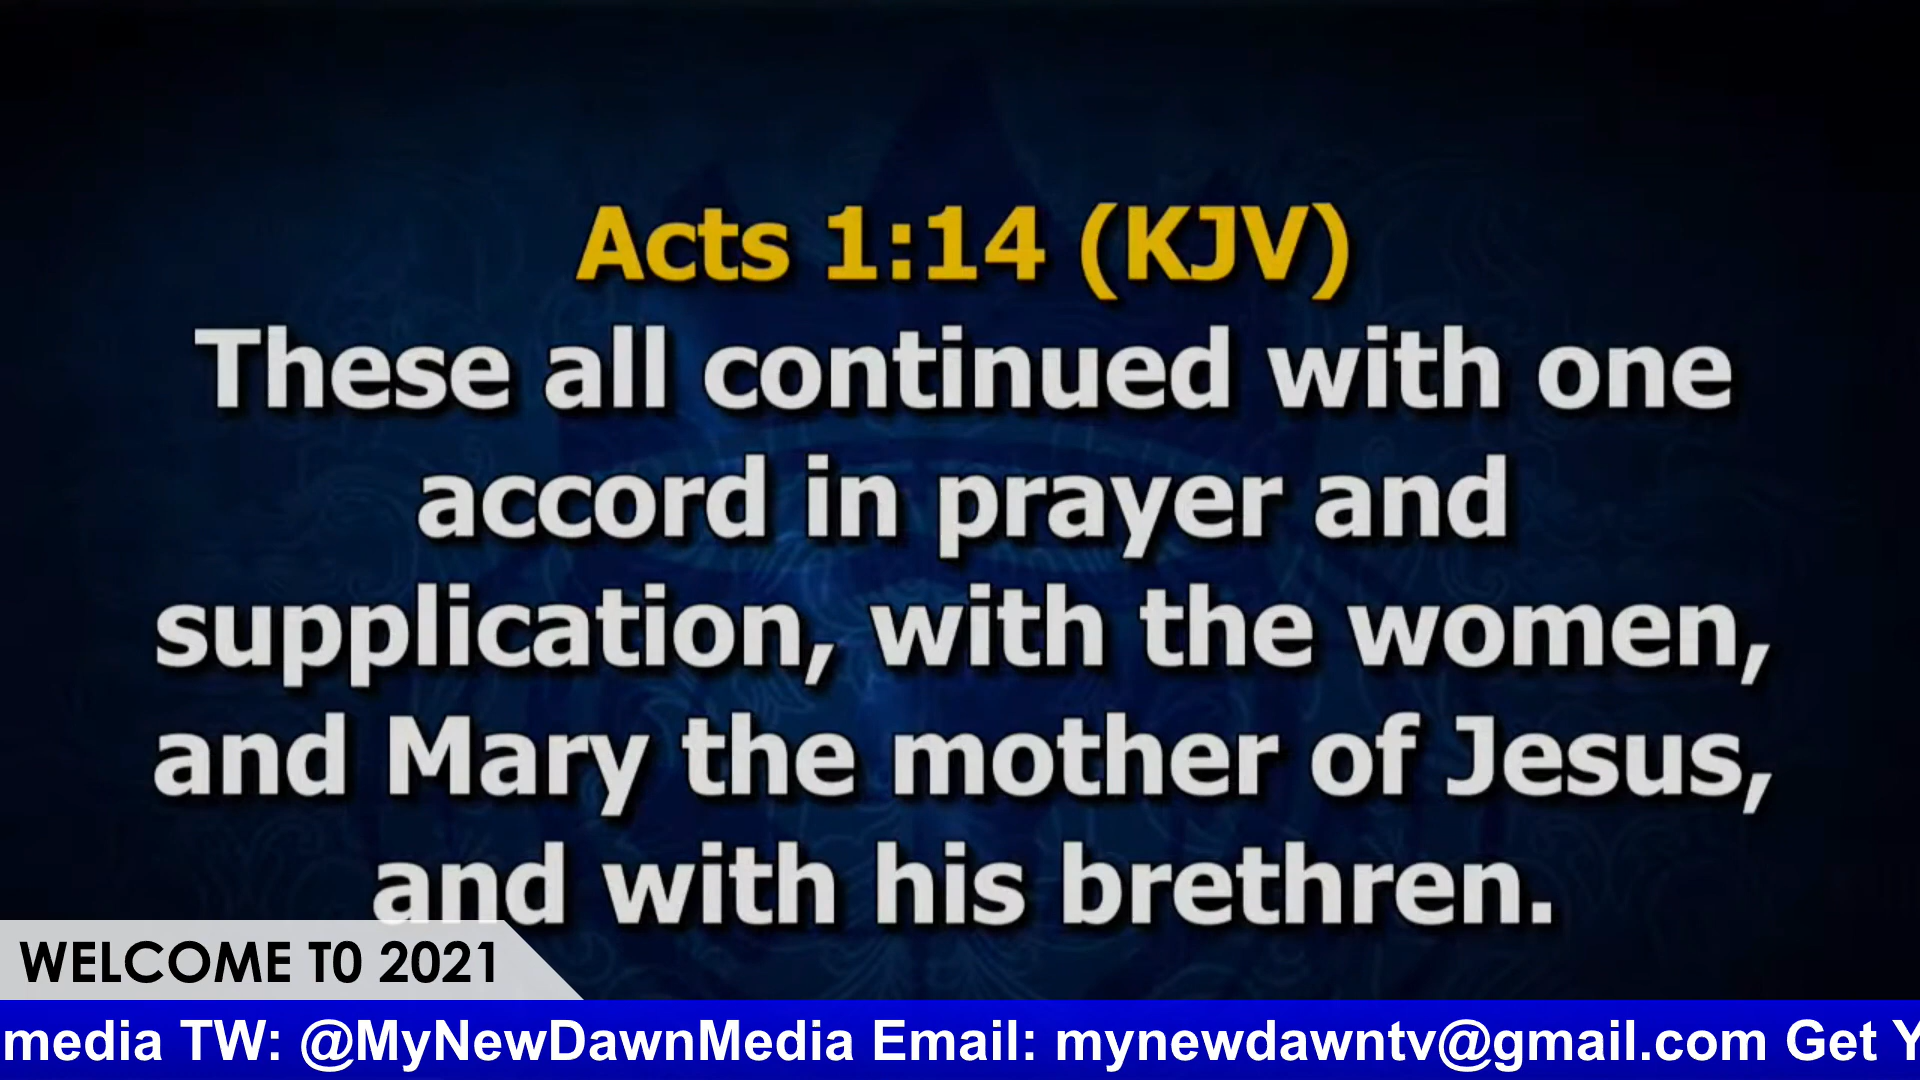 Acts 1:14 (KJV)
These all continued with one
accord in prayer and
supplication, with the women,
and Mary the mother of Jesus,
and with his brethren.
WELCOME T0 2021
media TW: @MyNewDawnMedia Email: mynewdawntv@gmail.com Get Y